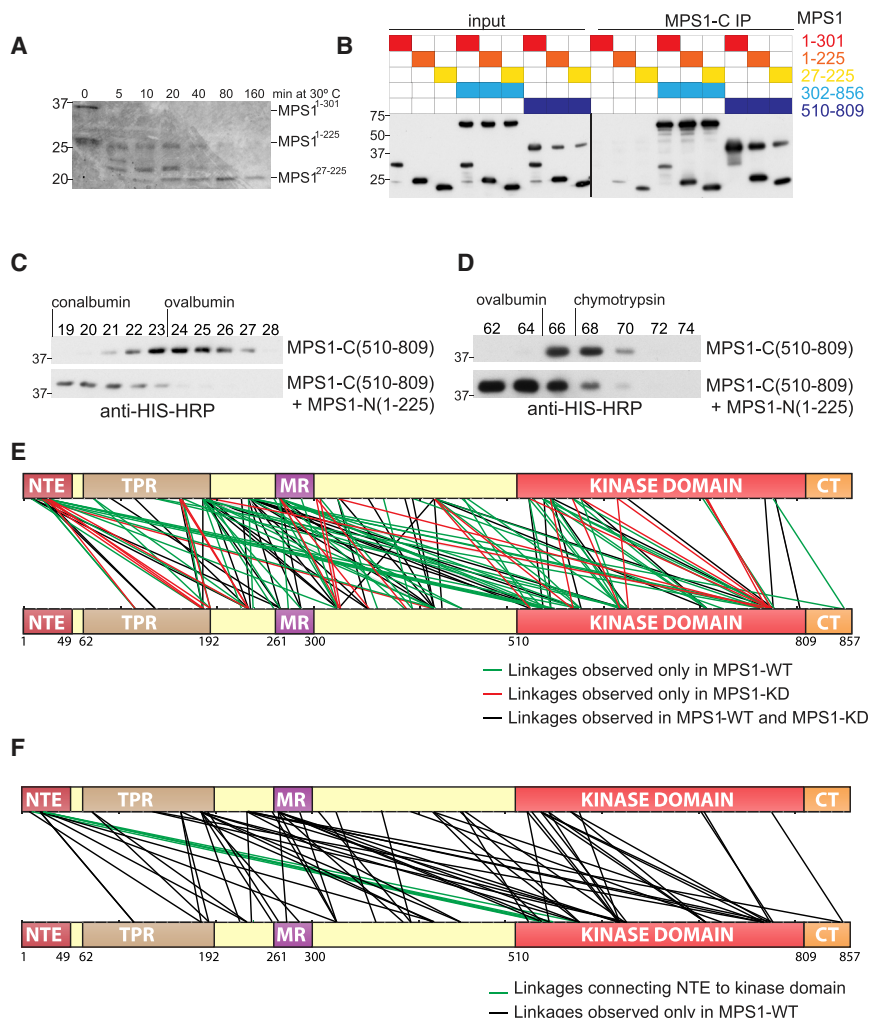 A
0 5 10 20 40 80 160 min at 30° C
37
25
20
MPS1 1-301
MPS1 1-225
MPS1 27-225
B
input MPS1-C IP MPS1
1-301
1-225
27-225
302-856
510-809
75
50
37
25
C
conalbumin ovalbumin
19 20 21 22 23 24 25 26 27 28
37 MPS1-C(510-809)
37 MPS1-C(510-809)
+ MPS1-N(1-225)
anti-HIS-HRP
D
ovalbumin chymotrypsin
62 64 66 68 70 72 74
37 MPS1-C(510-809)
37 MPS1-C(510-809)
+ MPS1-N(1-225)
anti-HIS-HRP
E
NTE TPR MR KINASE DOMAIN CT
NTE TPR MR KINASE DOMAIN CT
1 49 62 192 261 300 510 809 857
Linkages observed only in MPS1-WT
Linkages observed only in MPS1-KD
Linkages observed in MPS1-WT and MPS1-KD
F
NTE TPR MR KINASE DOMAIN CT
NTE TPR MR KINASE DOMAIN CT
1 49 62 192 261 300 510 809 857
Linkages connecting NTE to kinase domain
Linkages observed only in MPS1-WT